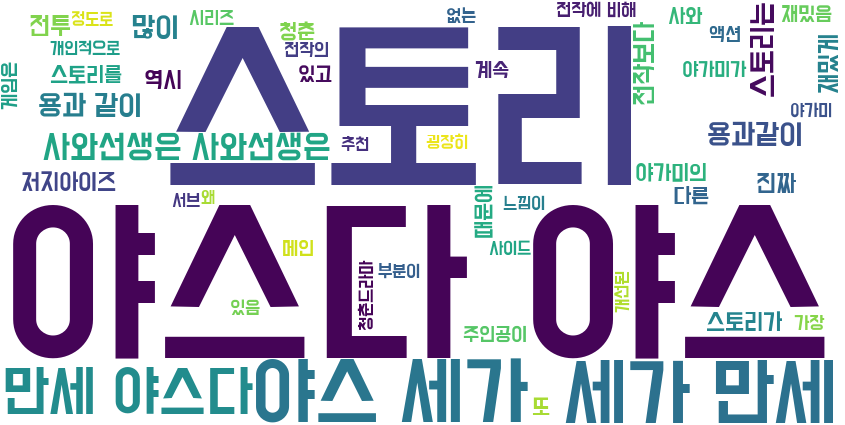 전투
정도로
많이
시리즈
개인적으로
스토리를
게임은
용과 같이
역시
청춘
전작의
있고
스토리
없는
계속
전작에 비해
전작보다
사와
액션
야가미가
스토리는
재밌음
재밌게
야가미
용과같이
사와선생은 사와선생은
추천
굉장히
저지아이즈
서브
왜
때문에
느낌이
야가미의
다른
진짜
야스다 야스
메인
있음
청춘드라마
부분이
사이드
주인공이
개선된
스토리가
가장
만세 야스다
야스 세가
또
세가 만세